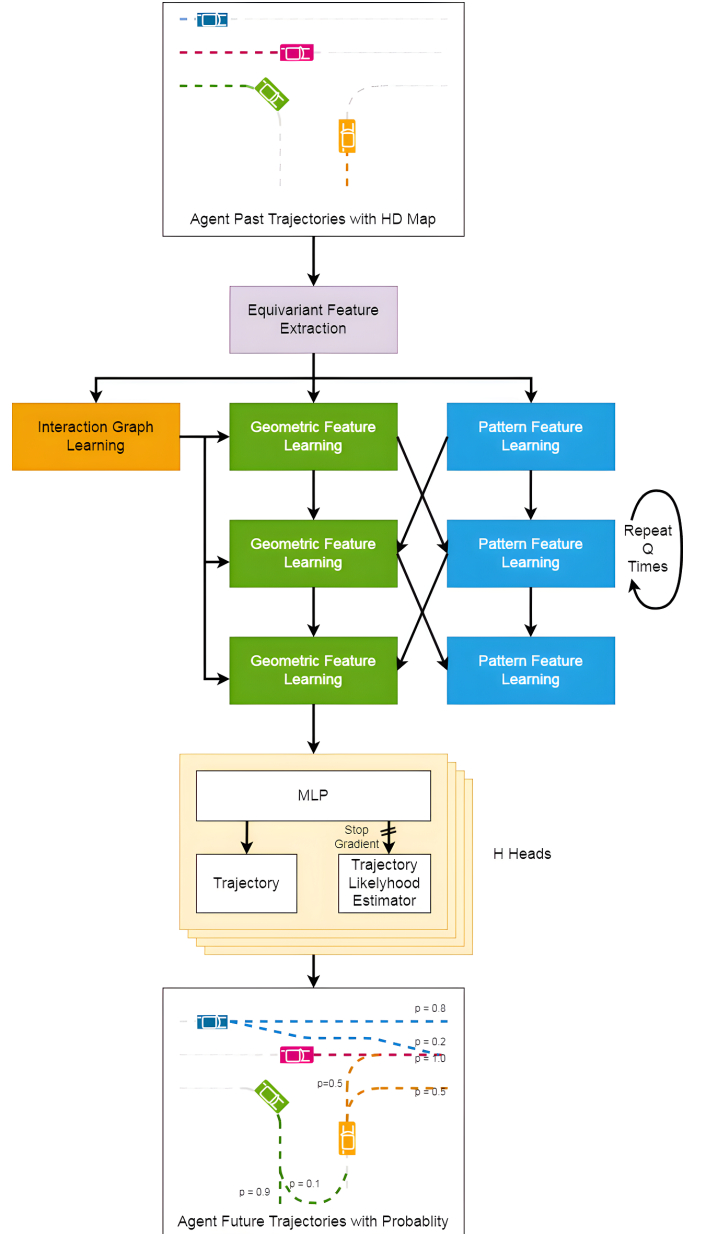 Agent Past Trajectories with HD Map
Equivariant Feature
Extraction
Interaction Graph
Learning
Geometric Feature
Learning
Pattern Feature
Learning
Geometric Feature
Learning
Pattern Feature
Learning
Repeat
Q
Times
Geometric Feature
Learning
Pattern Feature
Learning
MLP
Stop
Gradient
Trajectory
Trajectory
Likelyhood
Estimator
H Heads
p = 0.8
p = 0.2
p = 1.0
p=0.5
p = 0.5
p = 0.1
p = 0.9
Agent Future Trajectories with Probablity